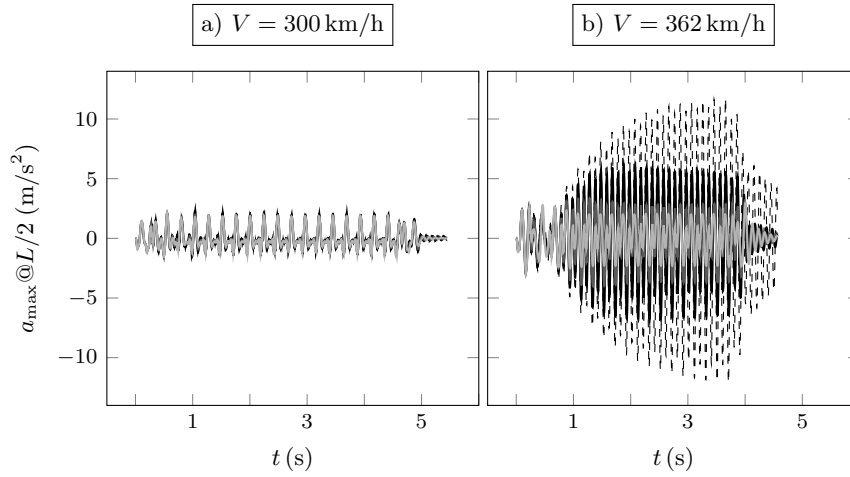 a) V = 300 km/h
b) V = 362 km/h
a_max@L/2 (m/s²)
10
5
0
−5
−10
1 3 5
1 3 5
t (s)
t (s)